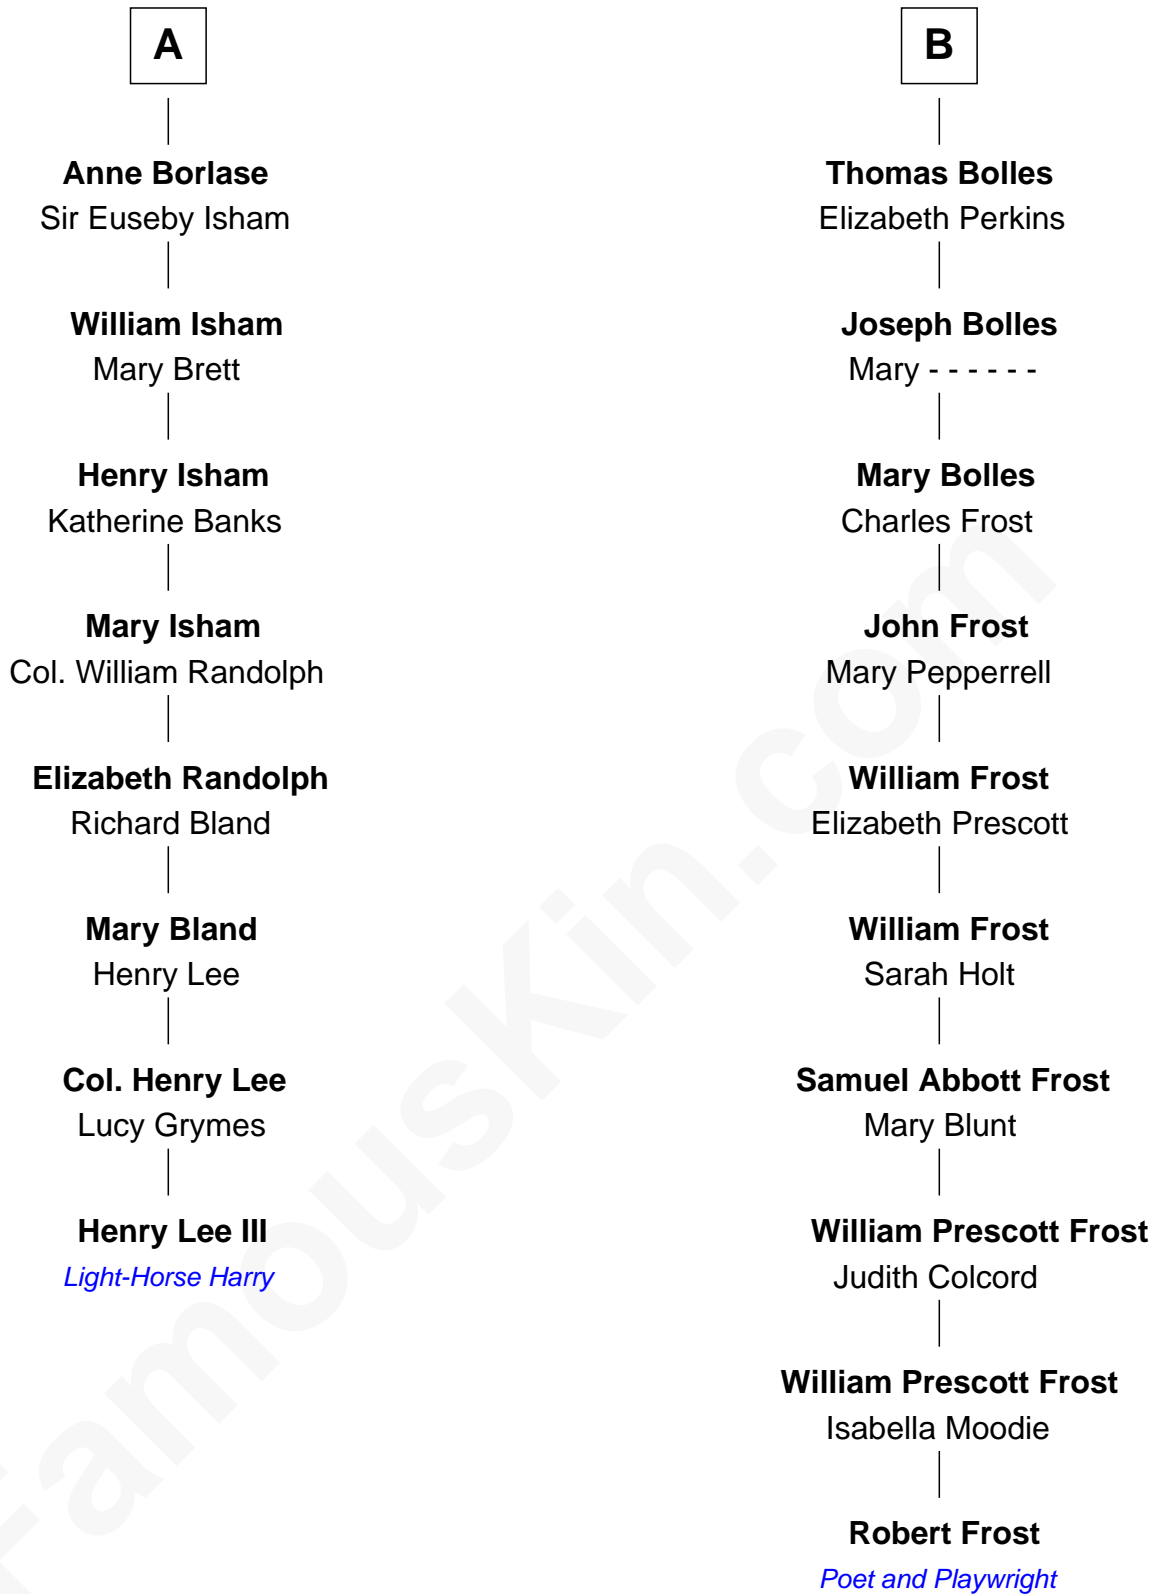 A
Anne Borlase
Sir Euseby Isham
William Isham
Mary Brett
Henry Isham
Katherine Banks
Mary Isham
Col. William Randolph
Elizabeth Randolph
Richard Bland
Mary Bland
Henry Lee
Col. Henry Lee
Lucy Grymes
Henry Lee III
Light-Horse Harry
B
Thomas Bolles
Elizabeth Perkins
Joseph Bolles
Mary - - - - - -
Mary Bolles
Charles Frost
John Frost
Mary Pepperrell
William Frost
Elizabeth Prescott
William Frost
Sarah Holt
Samuel Abbott Frost
Mary Blunt
William Prescott Frost
Judith Colcord
William Prescott Frost
Isabella Moodie
Robert Frost
Poet and Playwright
FamousKin.com